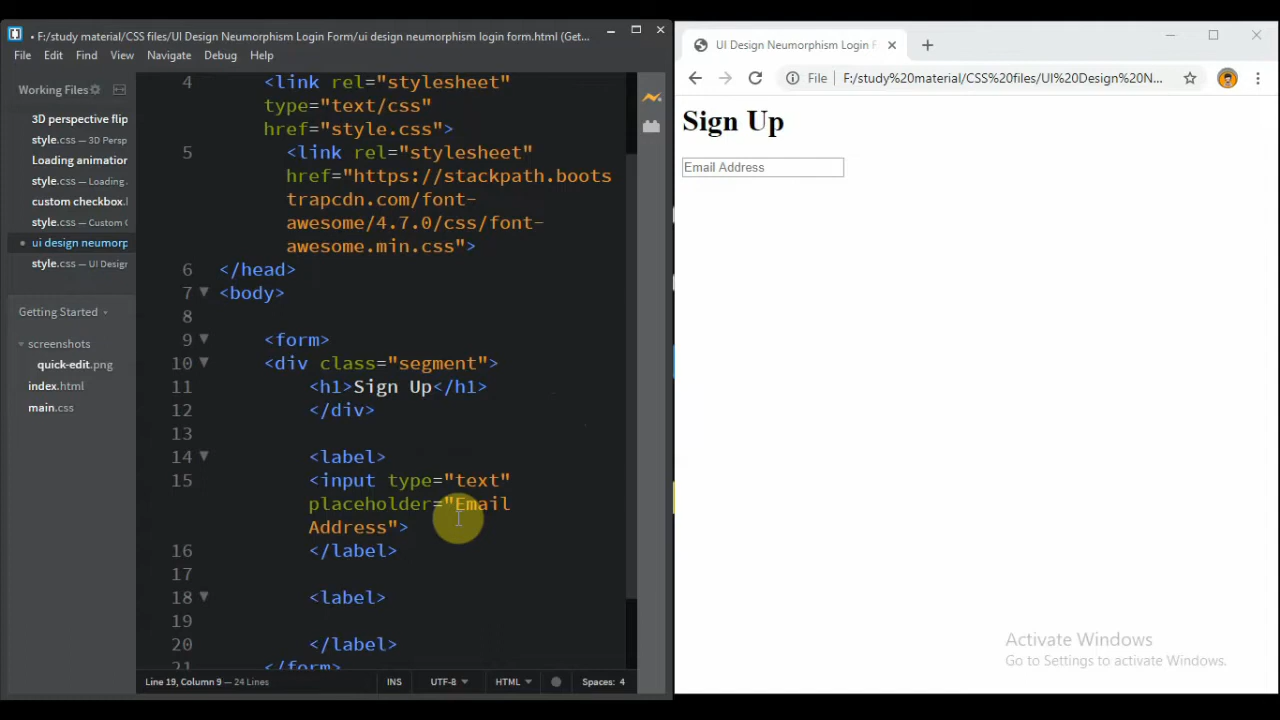 F:/study material/CSS files/UI Design Neumorphism Login Form/ui design neumorphism login form.html (Get...
File Edit Find View Navigate Debug Help
Working Files
3D perspective flip
style.css — 3D Persp
Loading animation
style.css — Loading
custom checkbox.
style.css — Custom
ui design neumorp
style.css — UI Design
Getting Started
screenshots
quick-edit.png
index.html
main.css
4 <link rel="stylesheet"
type="text/css"
href="style.css">
5 <link rel="stylesheet"
href="https://stackpath.boots
trapcdn.com/font-
awesome/4.7.0/css/font-
awesome.min.css">
6 </head>
7 <body>
8
9 <form>
10 <div class="segment">
11 <h1>Sign Up</h1>
12 </div>
13
14 <label>
15 <input type="text"
placeholder="Email
Address">
16 </label>
17
18 <label>
19
20 </label>
21 </form>
Line 19, Column 9 — 24 Lines
INS UTF-8 HTML Spaces: 4
UI Design Neumorphism Login F
File F:/study%20material/CSS%20files/UI%20Design%20N...
Sign Up
Email Address
Activate Windows
Go to Settings to activate Windows.